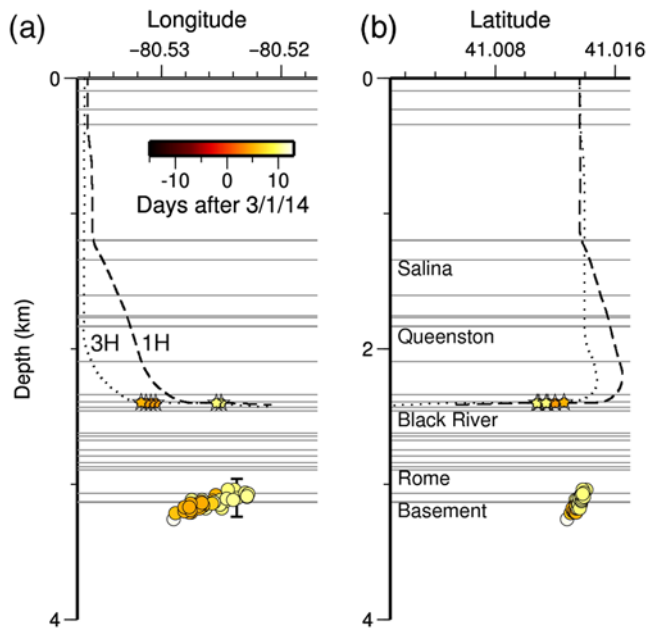 (a)
Longitude
−80.53 −80.52
0
2
4
Depth (km)
-10 0 10
Days after 3/1/14
3H 1H
(b)
Latitude
41.008 41.016
0
2
4
Salina
Queenston
Black River
Rome
Basement